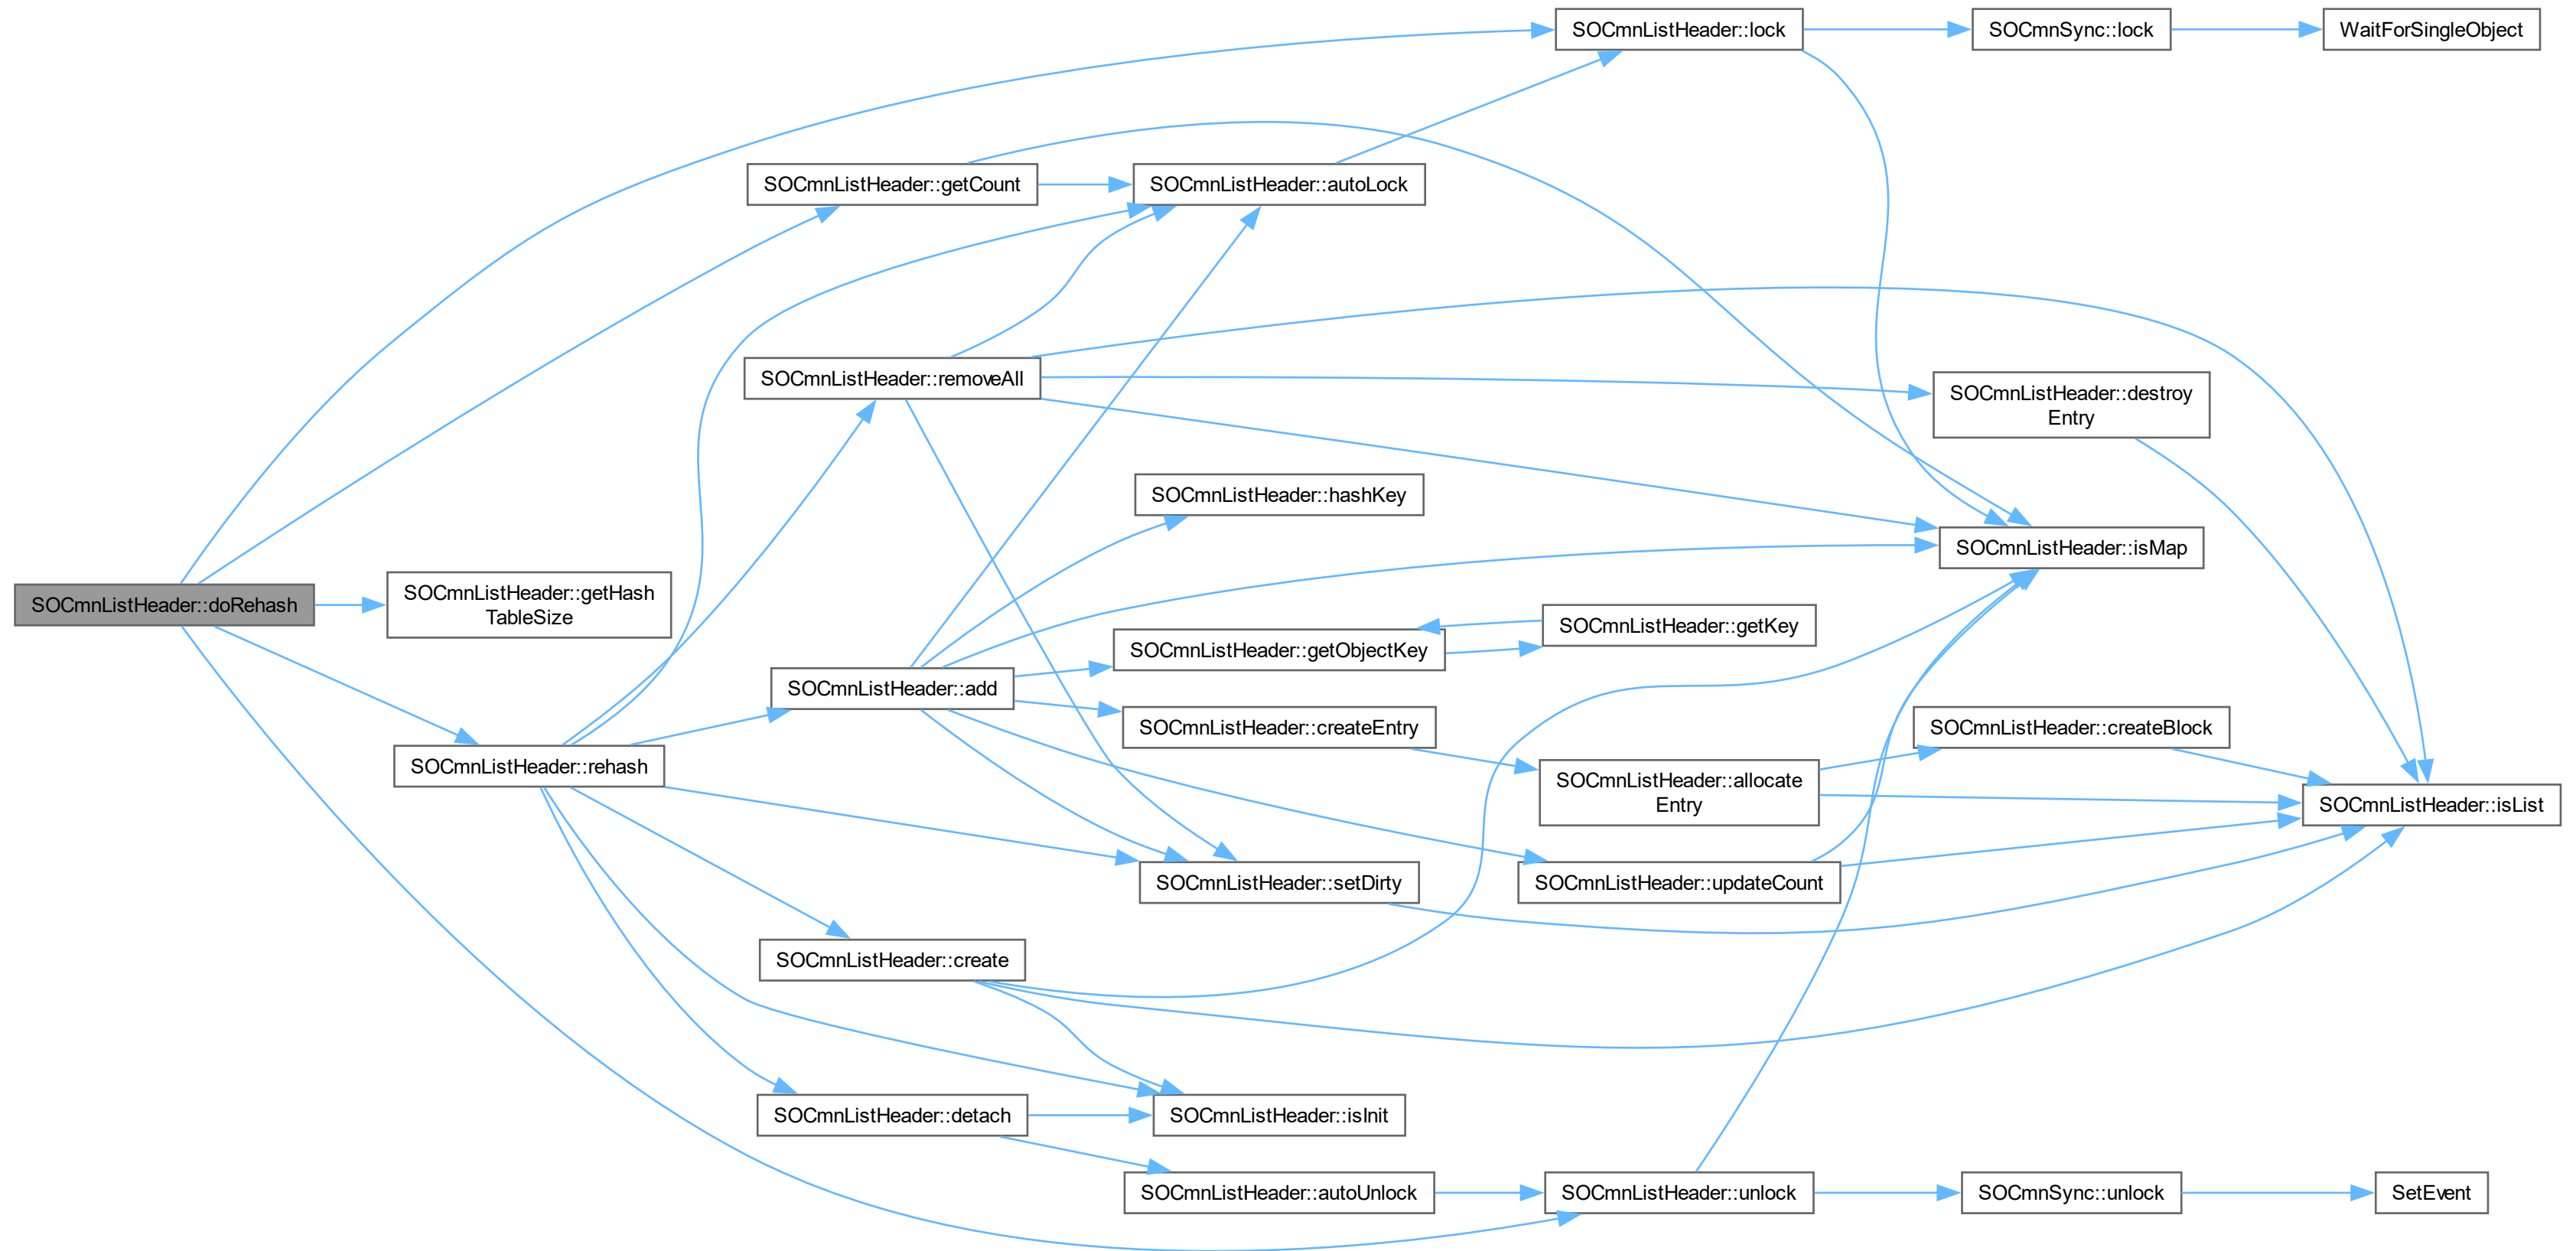 SOCmnListHeader::lock
SOCmnSync::lock
WaitForSingleObject
SOCmnListHeader::getCount
SOCmnListHeader::autoLock
SOCmnListHeader::removeAll
SOCmnListHeader::destroy
Entry
SOCmnListHeader::hashKey
SOCmnListHeader::isMap
SOCmnListHeader::doRehash
SOCmnListHeader::getHash
TableSize
SOCmnListHeader::getKey
SOCmnListHeader::getObjectKey
SOCmnListHeader::add
SOCmnListHeader::createEntry
SOCmnListHeader::createBlock
SOCmnListHeader::rehash
SOCmnListHeader::allocate
Entry
SOCmnListHeader::isList
SOCmnListHeader::setDirty
SOCmnListHeader::updateCount
SOCmnListHeader::create
SOCmnListHeader::detach
SOCmnListHeader::isInit
SOCmnListHeader::autoUnlock
SOCmnListHeader::unlock
SOCmnSync::unlock
SetEvent